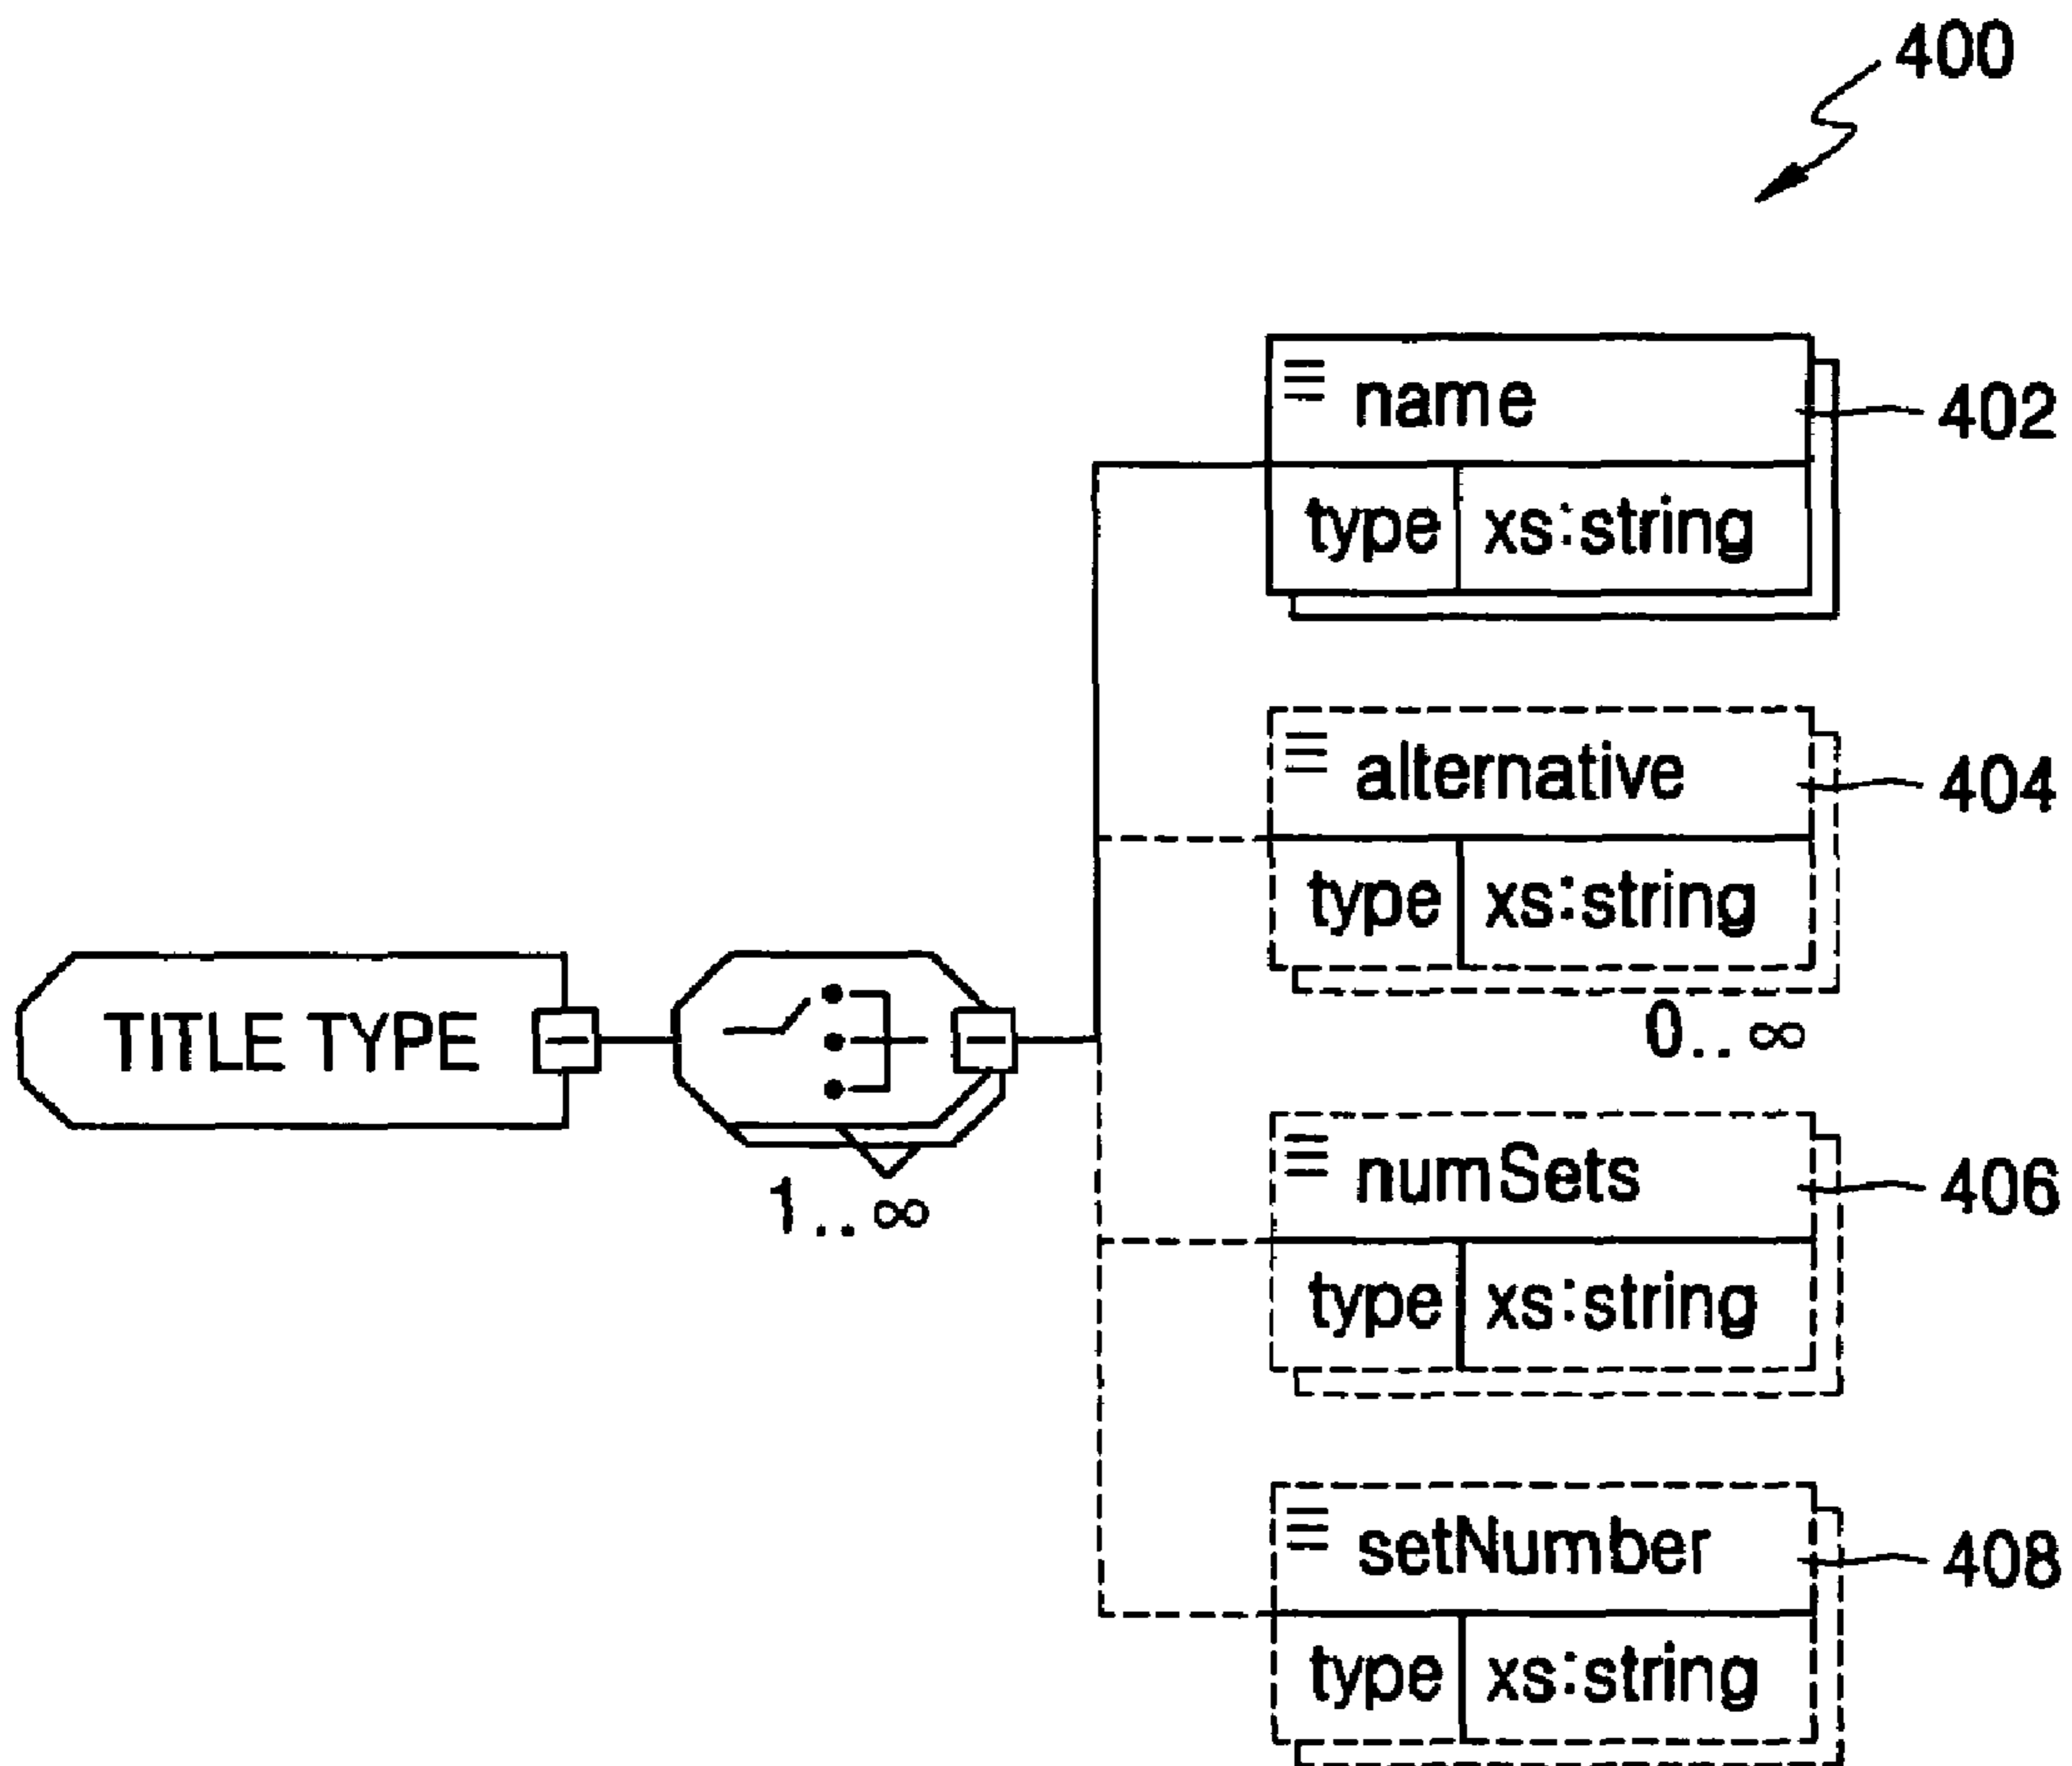 400
name
402
type xs:string
alternative
404
type xs:string
0..∞
TITLE TYPE
1..∞
numSets
406
type xs:string
setNumber
408
type xs:string